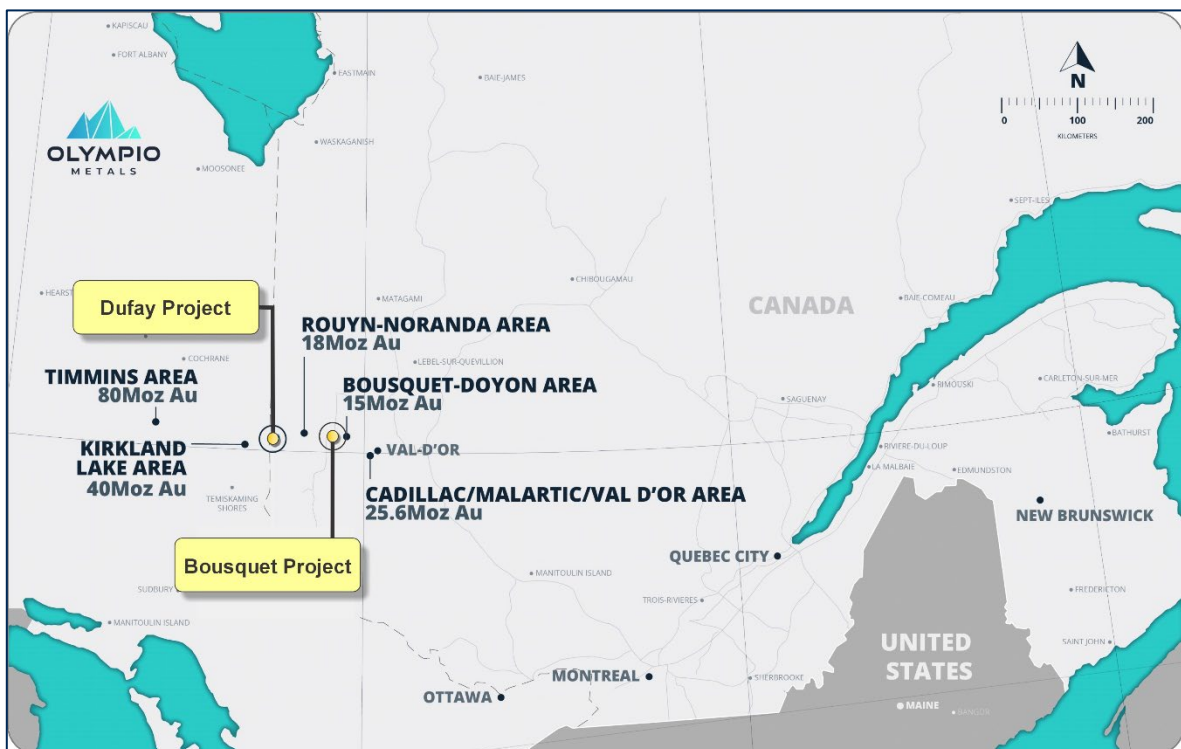 KAPISCAU
FORT ALBANY
EASTMAIN
BAIE-JAMES
N
0 100 200
KILOMETERS
OLYMPIO
METALS
WASKAGANISH
MOOSONEE
SEPT-ILES
CHIBOUGAMAU
HEARST
MATAGAMI
CANADA
BAIE-COMEAU
Dufay Project
ROUYN-NORANDA AREA
18Moz Au
COCHRANE
LEBEL-SUR-QUEVILLION
TIMMINS AREA
80Moz Au
BOUSQUET-DOYON AREA
15Moz Au
RIMOUSKI
CARLETON-SUR-MER
SAGUENAY
BATHURST
KIRKLAND
LAKE AREA
40Moz Au
VAL-D'OR
RIVIERE-DU-LOUP
LA MALBAIE
EDMUNDSTON
CADILLAC/MALARTIC/VAL D'OR AREA
25.6Moz Au
TEMISKAMING
SHORES
NEW BRUNSWICK
Bousquet Project
QUEBEC CITY
MANITOULIN ISLAND
SUDBURY
TROIS-RIVIERES
FREDERICTON
MANITOULIN ISLAND
UNITED
STATES
SAINT JOHN
MONTREAL
SHERBROOKE
OTTAWA
MAINE
BANGOR